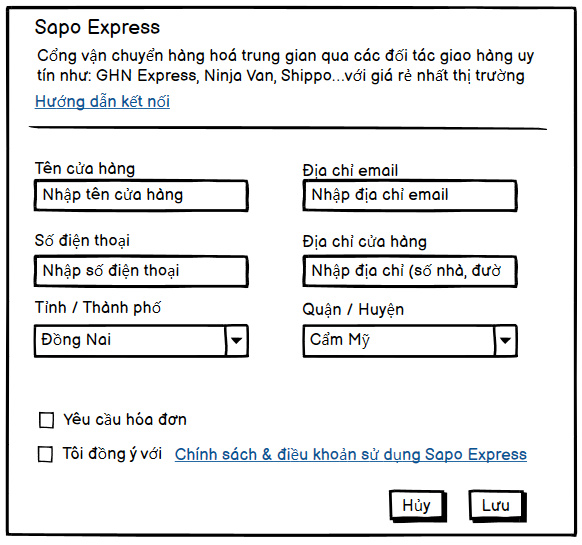 Sapo Express
Cổng vận chuyển hàng hoá trung gian qua các đối tác giao hàng uy
tín như: GHN Express, Ninja Van, Shippo...với giá rẻ nhất thị trường
Hướng dẫn kết nối
Tên cửa hàng
Địa chỉ email
Nhập tên cửa hàng
Nhập địa chỉ email
Số điện thoại
Địa chỉ cửa hàng
Nhập số điện thoại
Nhập địa chỉ (số nhà, đườ
Tỉnh / Thành phố
Quận / Huyện
Đồng Nai
Cẩm Mỹ
Yêu cầu hóa đơn
Tôi đồng ý với Chính sách & điều khoản sử dụng Sapo Express
Hủy
Lưu